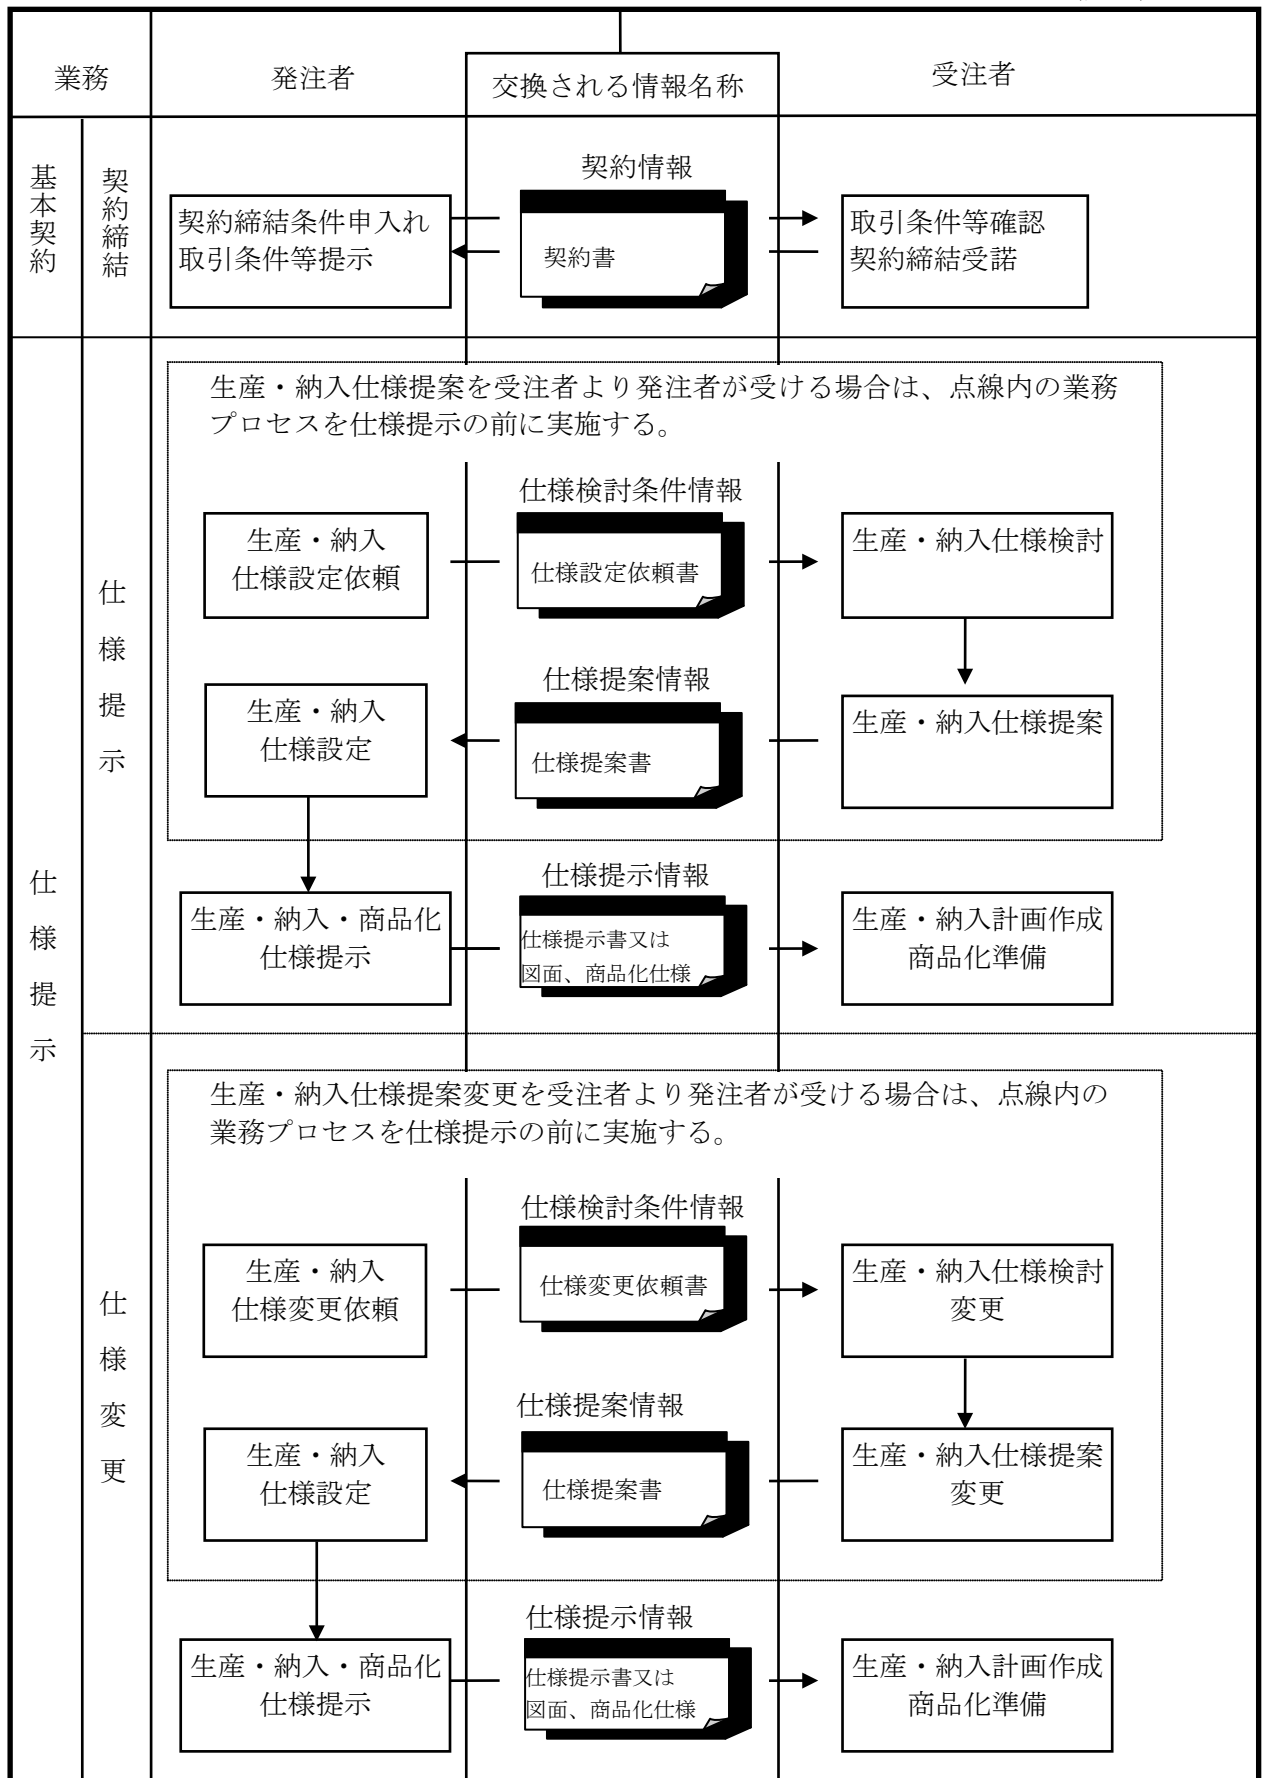 業務
発注者
交換される情報名称
受注者
基本契約
契約締結
契約情報
契約締結条件申入れ
取引条件等提示
契約書
取引条件等確認
契約締結受諾
仕様提示
仕様提示
生産・納入仕様提案を受注者より発注者が受ける場合は、点線内の業務
プロセスを仕様提示の前に実施する。
仕様検討条件情報
生産・納入
仕様設定依頼
仕様設定依頼書
生産・納入仕様検討
仕様提案情報
生産・納入
仕様設定
仕様提案書
生産・納入仕様提案
仕様提示情報
生産・納入・商品化
仕様提示
仕様提示書又は
図面、商品化仕様
生産・納入計画作成
商品化準備
仕様変更
生産・納入仕様提案変更を受注者より発注者が受ける場合は、点線内の
業務プロセスを仕様提示の前に実施する。
仕様検討条件情報
生産・納入
仕様変更依頼
仕様変更依頼書
生産・納入仕様検討
変更
仕様提案情報
生産・納入
仕様設定
仕様提案書
生産・納入仕様提案
変更
仕様提示情報
生産・納入・商品化
仕様提示
仕様提示書又は
図面、商品化仕様
生産・納入計画作成
商品化準備